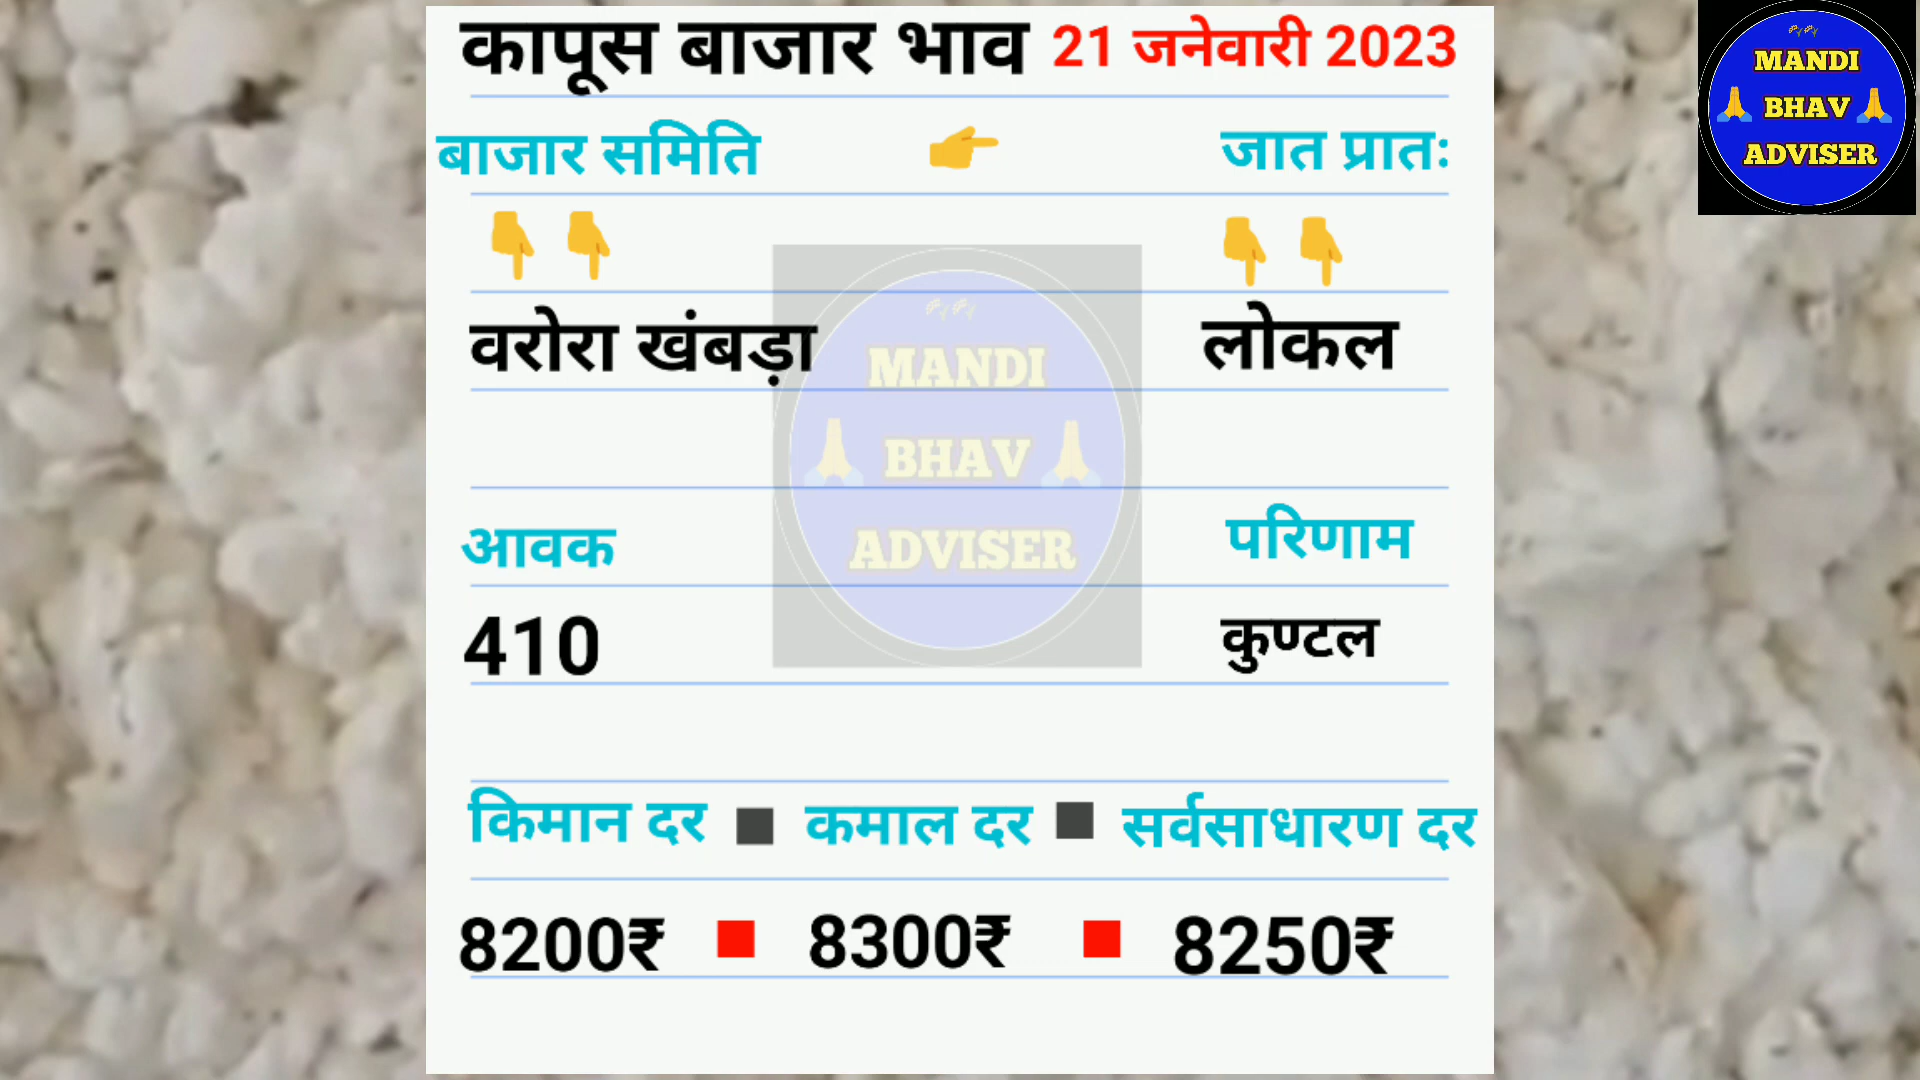 कापूस बाजार भाव 21 जनेवारी 2023
बाजार समिति 👉 जात प्रातः
👇👇 👇👇
वरोरा खंबड़ा लोकल
आवक परिणाम
410 कुण्टल
किमान दर ◼ कमाल दर ◼ सर्वसाधारण दर
8200₹ 🟥 8300₹ 🟥 8250₹
MANDI
BHAV
ADVISER
MANDI
BHAV
ADVISER